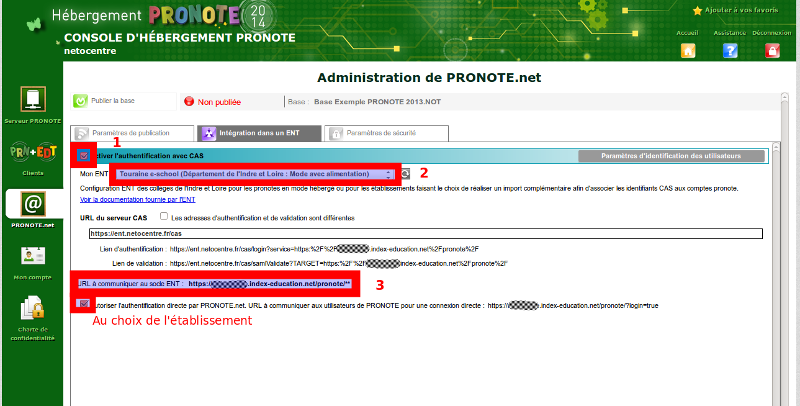 Hébergement PRONOTE 2014
Ajouter à vos favoris
CONSOLE D'HÉBERGEMENT PRONOTE
netocentre
Accueil Assistance Déconnexion
Administration de PRONOTE.net
Publier la base Non publiée Base : Base Exemple PRONOTE 2013.NOT
Serveur PRONOTE
Paramètres de publication Intégration dans un ENT Paramètres de sécurité
1
ctiver l'authentification avec CAS Paramètres d'identification des utilisateurs
PRN+EDT
Clients
Mon ENT Touraine e-school (Département de l'Indre et Loire : Mode avec alimentation) 2
Configuration ENT des collèges de l'Indre et Loire pour les pronotes en mode hébergé ou pour les établissements faisant le choix de réaliser un import complémentaire afin d'associer les identifiants CAS aux comptes pronote.
Voir la documentation fournie par l'ENT
@
PRONOTE.net
URL du serveur CAS Les adresses d'authentification et de validation sont différentes
https://ent.netocentre.fr/cas
Lien d'authentification : https://ent.netocentre.fr/cas/login?service=https:%2F%2F .index-education.net%2Fpronote%2F
Lien de validation : https://ent.netocentre.fr/cas/samlValidate?TARGET=https:%2F%2F index-education.net%2Fpronote%2F
Mon compte
URL à communiquer au sode ENT : https:// .index-education.net/pronote/** 3
utoriser l'authentification directe par PRONOTE.net. URL à communiquer aux utilisateurs de PRONOTE pour une connexion directe : https:// .index-education.net/pronote/?login=true
Au choix de l'établissement
Charte de
confidentialité